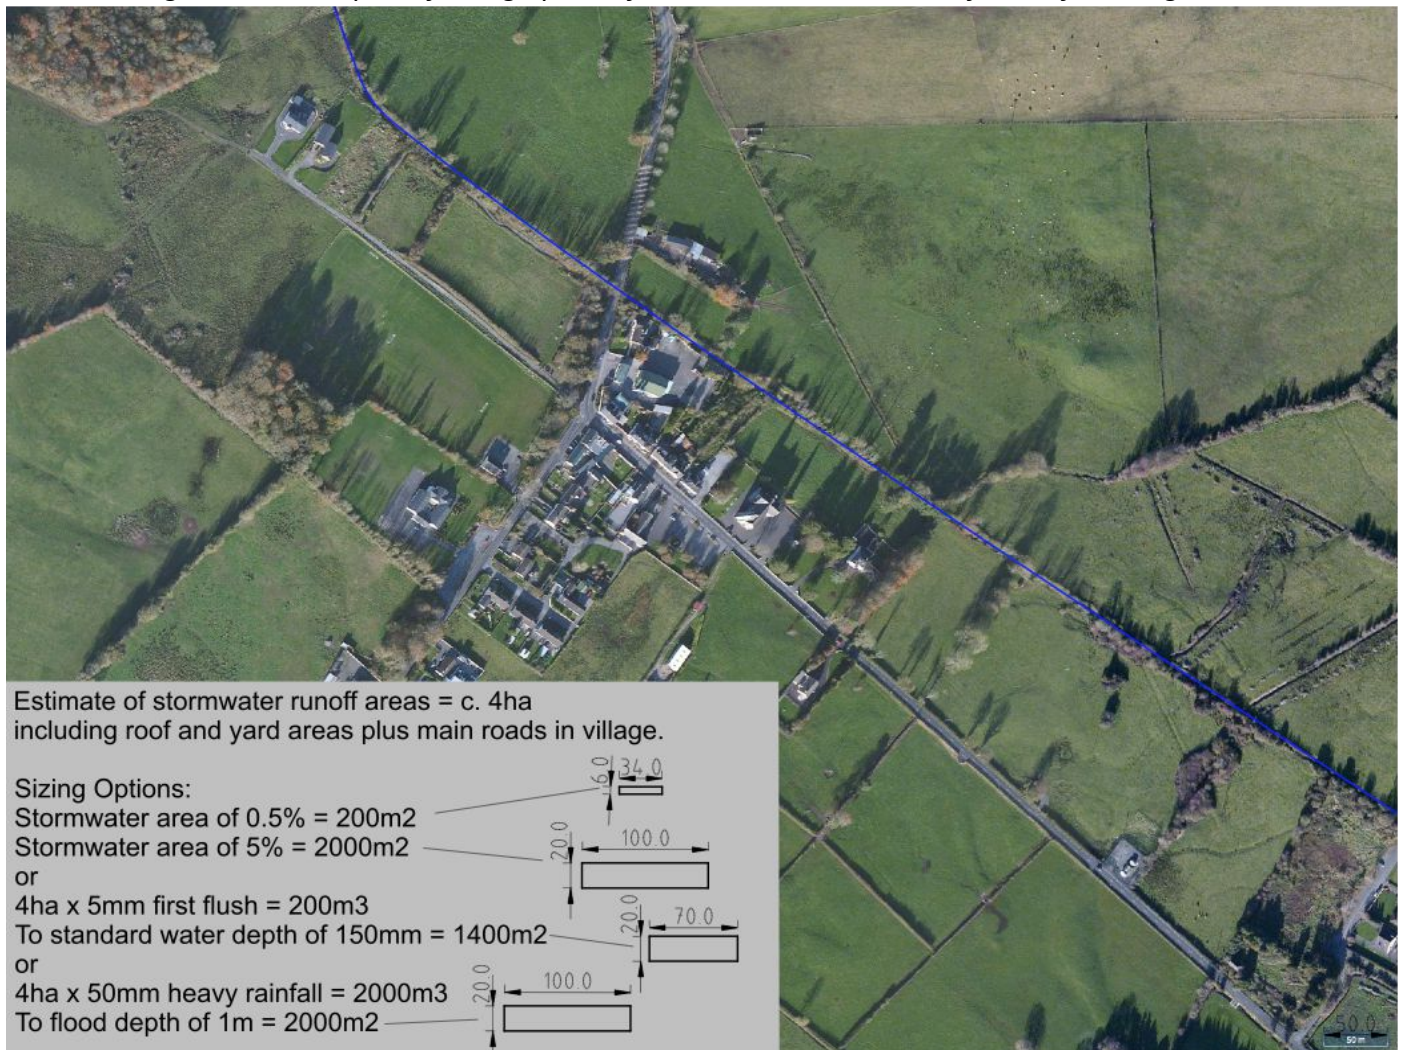 Estimate of stormwater runoff areas = c. 4ha
including roof and yard areas plus main roads in village.
Sizing Options:
Stormwater area of 0.5% = 200m2
6.0
34.0
Stormwater area of 5% = 2000m2
20.0
100.0
or
4ha x 5mm first flush = 200m3
To standard water depth of 150mm = 1400m2
20.0
70.0
or
4ha x 50mm heavy rainfall = 2000m3
To flood depth of 1m = 2000m2
20.0
100.0
50.0
50 m